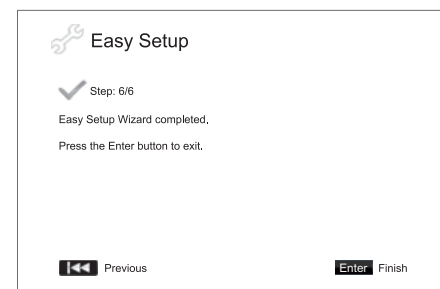 Easy Setup
Step: 6/6
Easy Setup Wizard completed.
Press the Enter button to exit.
Previous
Enter Finish